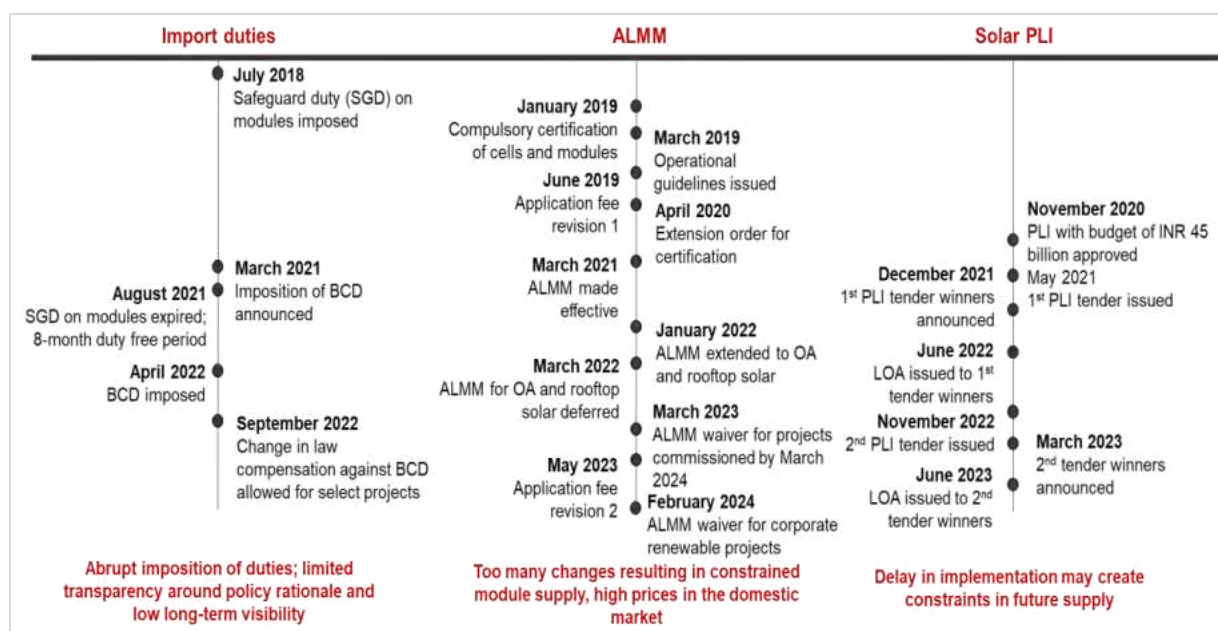 Import duties
July 2018
Safeguard duty (SGD) on
modules imposed
March 2021
Imposition of BCD
announced
August 2021
SGD on modules expired;
8-month duty free period
April 2022
BCD imposed
September 2022
Change in law
compensation against BCD
allowed for select projects
Abrupt imposition of duties; limited
transparency around policy rationale and
low long-term visibility
ALMM
January 2019
Compulsory certification
of cells and modules
March 2019
Operational
guidelines issued
June 2019
Application fee
revision 1
April 2020
Extension order for
certification
March 2021
ALMM made
effective
January 2022
ALMM extended to OA
and rooftop solar
March 2022
ALMM for OA and rooftop
solar deferred
March 2023
ALMM waiver for projects
commissioned by March
2024
May 2023
Application fee
revision 2
February 2024
ALMM waiver for corporate
renewable projects
Too many changes resulting in constrained
module supply, high prices in the domestic
market
Solar PLI
November 2020
PLI with budget of INR 45
billion approved
May 2021
1st PLI tender issued
December 2021
1st PLI tender winners
announced
June 2022
LOA issued to 1st
tender winners
November 2022
2nd PLI tender issued
March 2023
2nd tender winners
announced
June 2023
LOA issued to 2nd
tender winners
Delay in implementation may create
constraints in future supply